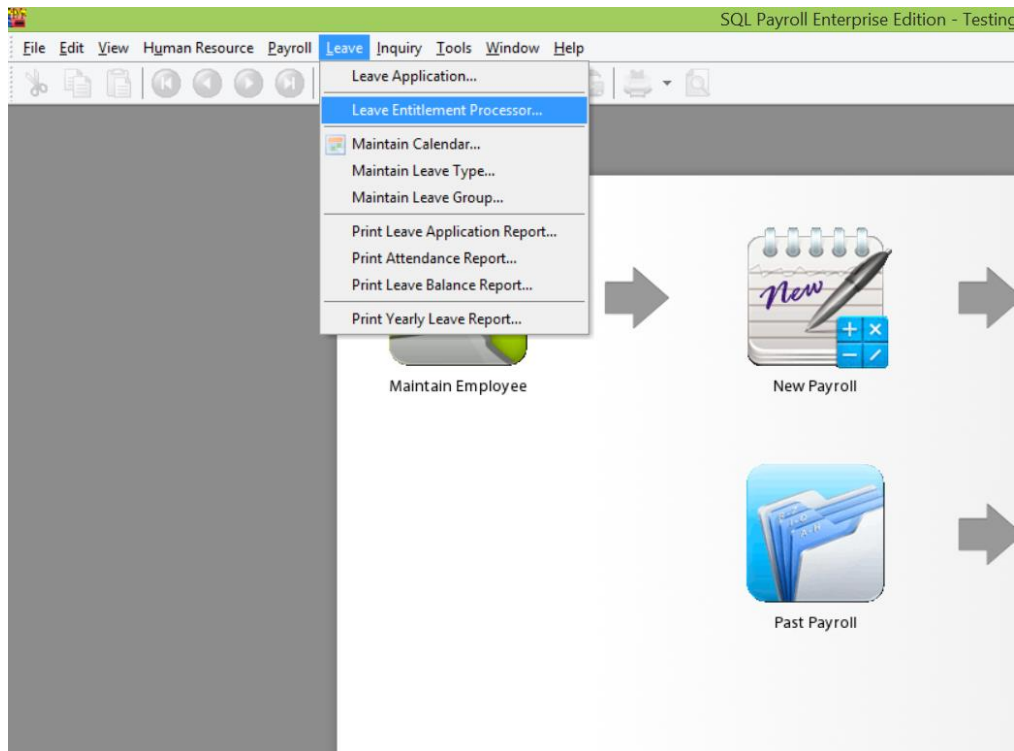 SQL Payroll Enterprise Edition - Testing
File Edit View Human Resource Payroll Leave Inquiry Tools Window Help
Leave Application...
Leave Entitlement Processor...
Maintain Calendar...
Maintain Leave Type...
Maintain Leave Group...
Print Leave Application Report...
Print Attendance Report...
Print Leave Balance Report...
Print Yearly Leave Report...
New
Maintain Employee
New Payroll
Past Payroll